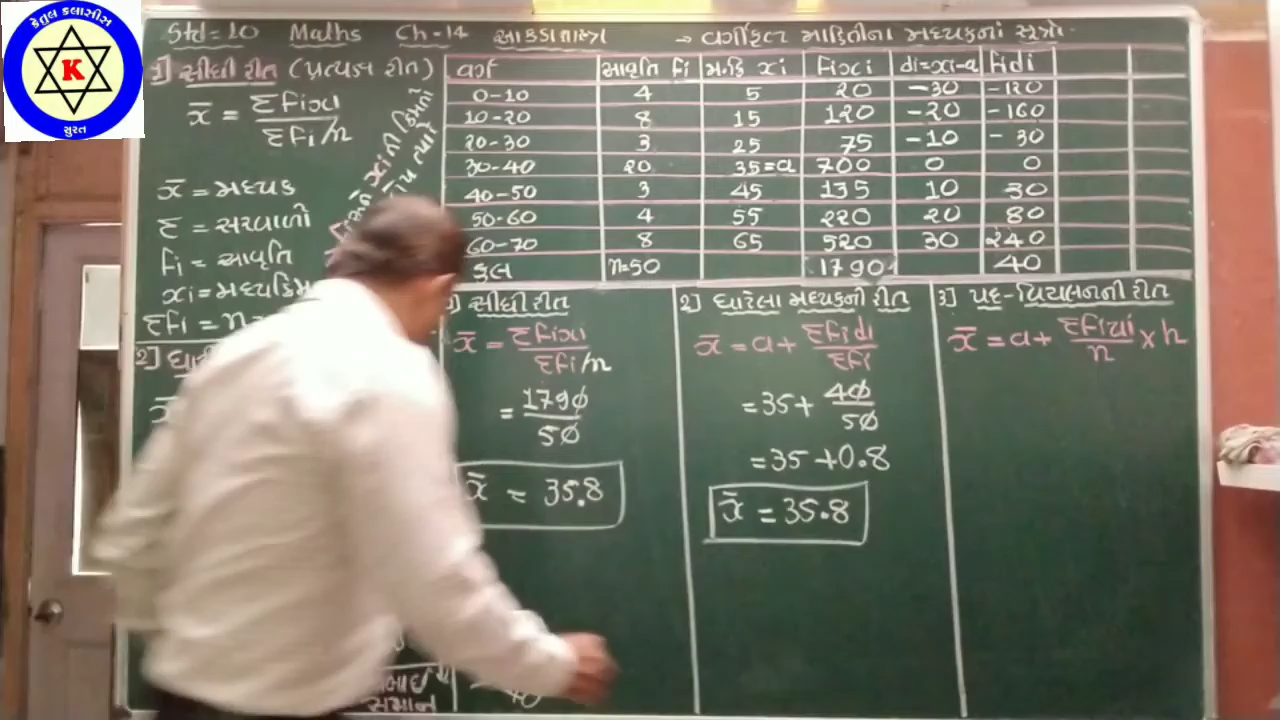 કેતુલ કલાસીસ
K
સુરત
Std=10 Maths Ch-14 આંકડાશાસ્ત્ર → વર્ગીકૃત માહિતીના મધ્યકનાં સૂત્રો.
1] સીધી રીત (પ્રત્યક્ષ રીત)
x̄ = Σfixi / Σfi/n
x̄ = મધ્યક
Σ = સરવાળો
fi = આવૃત્તિ
Σfi = n
વર્ગ | આવૃત્તિ fi | મ.કિં xi | fixi | di=xi-a | fidi
0-10 | 4 | 5 | 20 | -30 | -120
10-20 | 8 | 15 | 120 | -20 | -160
20-30 | 3 | 25 | 75 | -10 | -30
30-40 | 20 | 35=a | 700 | 0 | 0
40-50 | 3 | 45 | 135 | 10 | 30
50-60 | 4 | 55 | 220 | 20 | 80
60-70 | 8 | 65 | 520 | 30 | 240
કુલ | n=50 | 1790 | 40
1) સીધી રીત
x̄ = Σfixi / Σfi/n
= 1790 / 50
x̄ = 35.8
2] ધારેલા મધ્યકની રીત
x̄ = a + Σfidi / Σfi
= 35 + 40 / 50
= 35 + 0.8
x̄ = 35.8
3] પદ-વિચલનની રીત
x̄ = a + Σfiui / n × h
સમાન